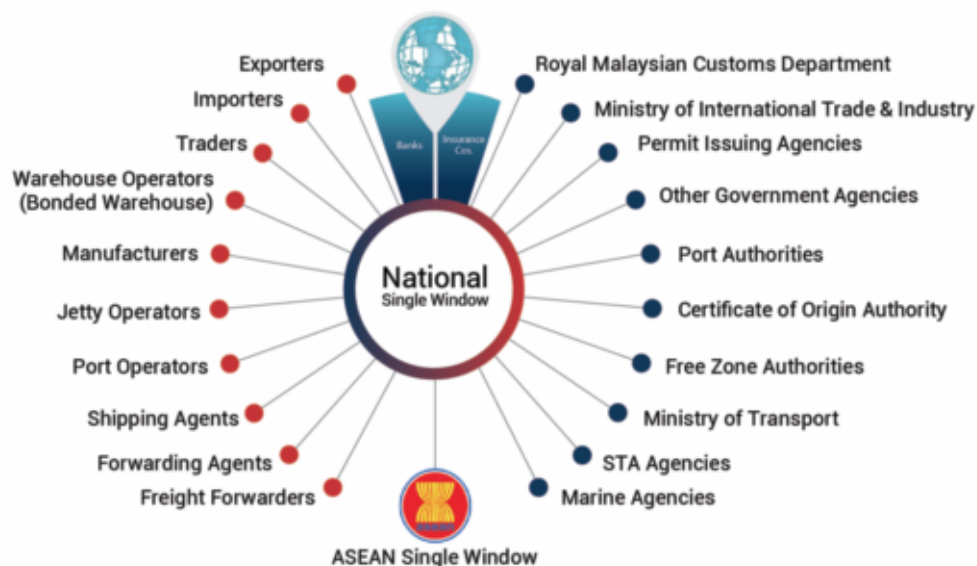 Exporters
Importers
Traders
Warehouse Operators
(Bonded Warehouse)
Manufacturers
Jetty Operators
Port Operators
Shipping Agents
Forwarding Agents
Freight Forwarders
Banks
Insurance
Cos.
National
Single Window
ASEAN Single Window
Royal Malaysian Customs Department
Ministry of International Trade & Industry
Permit Issuing Agencies
Other Government Agencies
Port Authorities
Certificate of Origin Authority
Free Zone Authorities
Ministry of Transport
STA Agencies
Marine Agencies